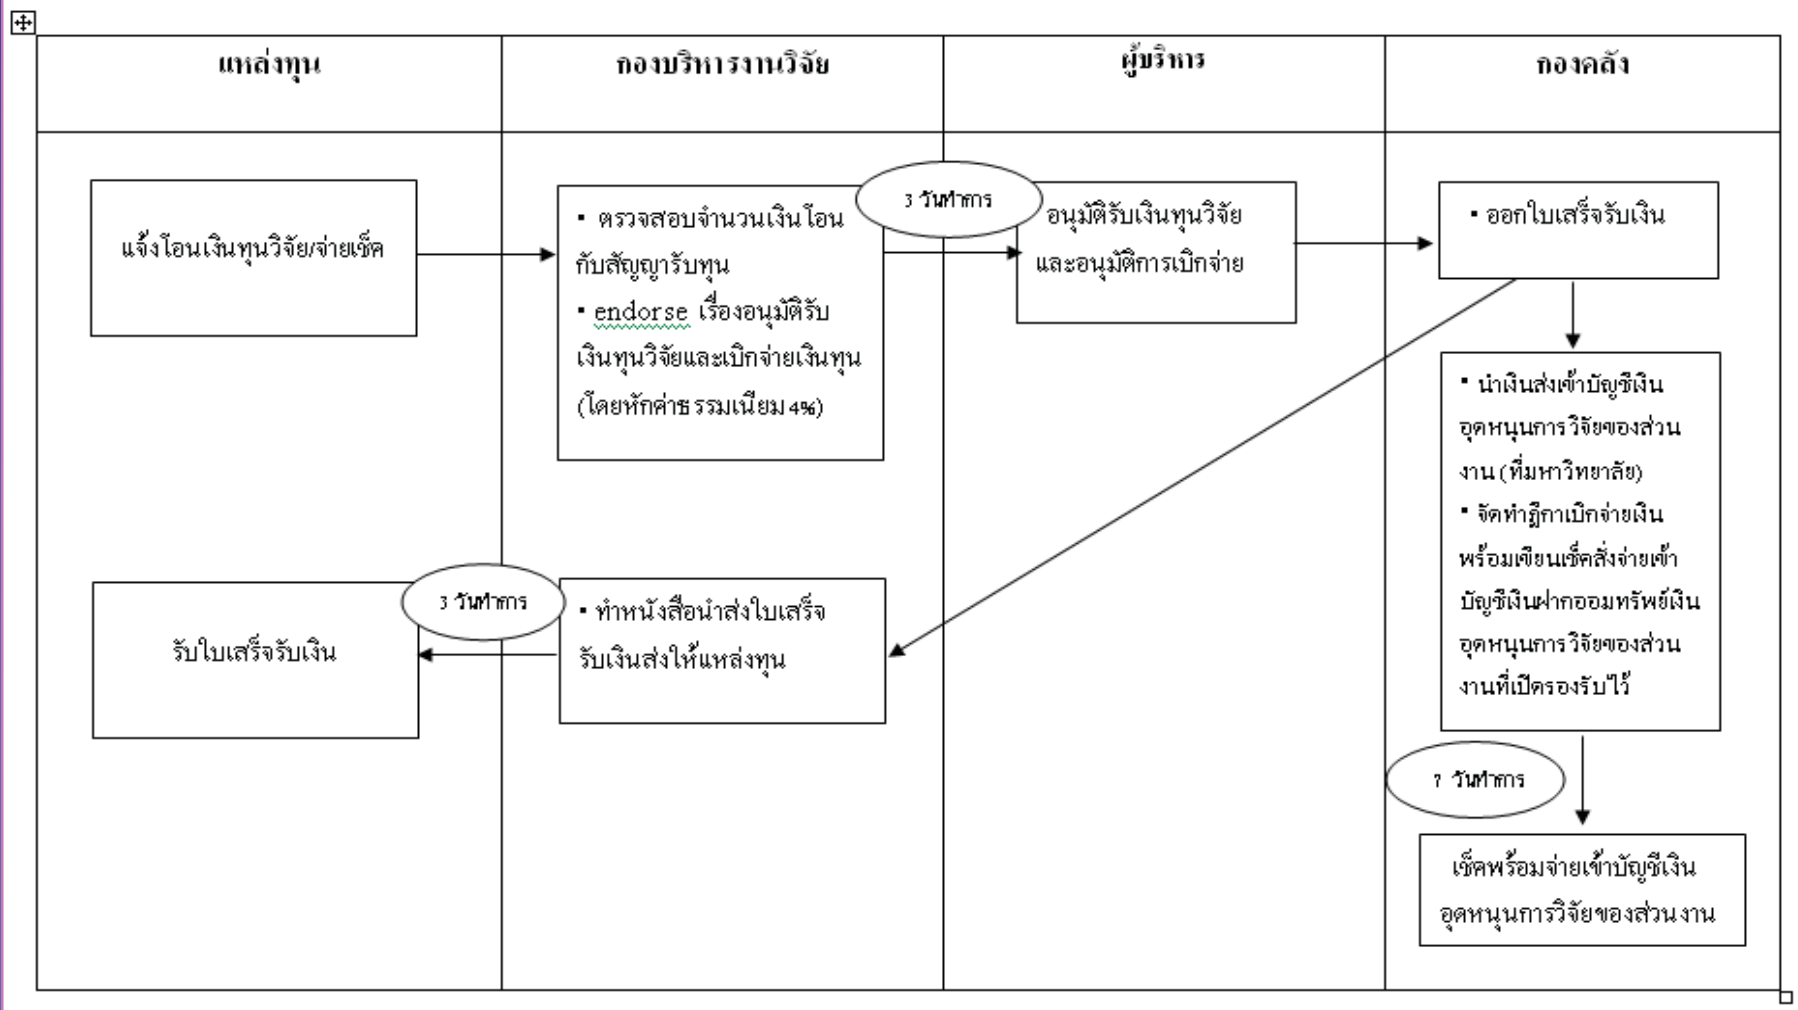 แหล่งทุน
กองบริหารงานวิจัย
ผู้บริหาร
กองคลัง
แจ้งโอนเงินทุนวิจัย/จ่ายเช็ค
▪ ตรวจสอบจำนวนเงินโอน
กับสัญญารับทุน
▪ endorse เรื่องอนุมัติรับ
เงินทุนวิจัยและเบิกจ่ายเงินทุน
(โดยหักค่าธรรมเนียม 4%)
3 วันทำการ
อนุมัติรับเงินทุนวิจัย
และอนุมัติการเบิกจ่าย
▪ ออกใบเสร็จรับเงิน
▪ นำเงินส่งเข้าบัญชีเงิน
อุดหนุนการวิจัยของส่วน
งาน (ที่มหาวิทยาลัย)
▪ จัดทำฎีกาเบิกจ่ายเงิน
พร้อมเขียนเช็คสั่งจ่ายเข้า
บัญชีเงินฝากออมทรัพย์เงิน
อุดหนุนการวิจัยของส่วน
งานที่เปิดรองรับไว้
รับใบเสร็จรับเงิน
3 วันทำการ
▪ ทำหนังสือนำส่งใบเสร็จ
รับเงินส่งให้แหล่งทุน
7 วันทำการ
เช็คพร้อมจ่ายเข้าบัญชีเงิน
อุดหนุนการวิจัยของส่วนงาน